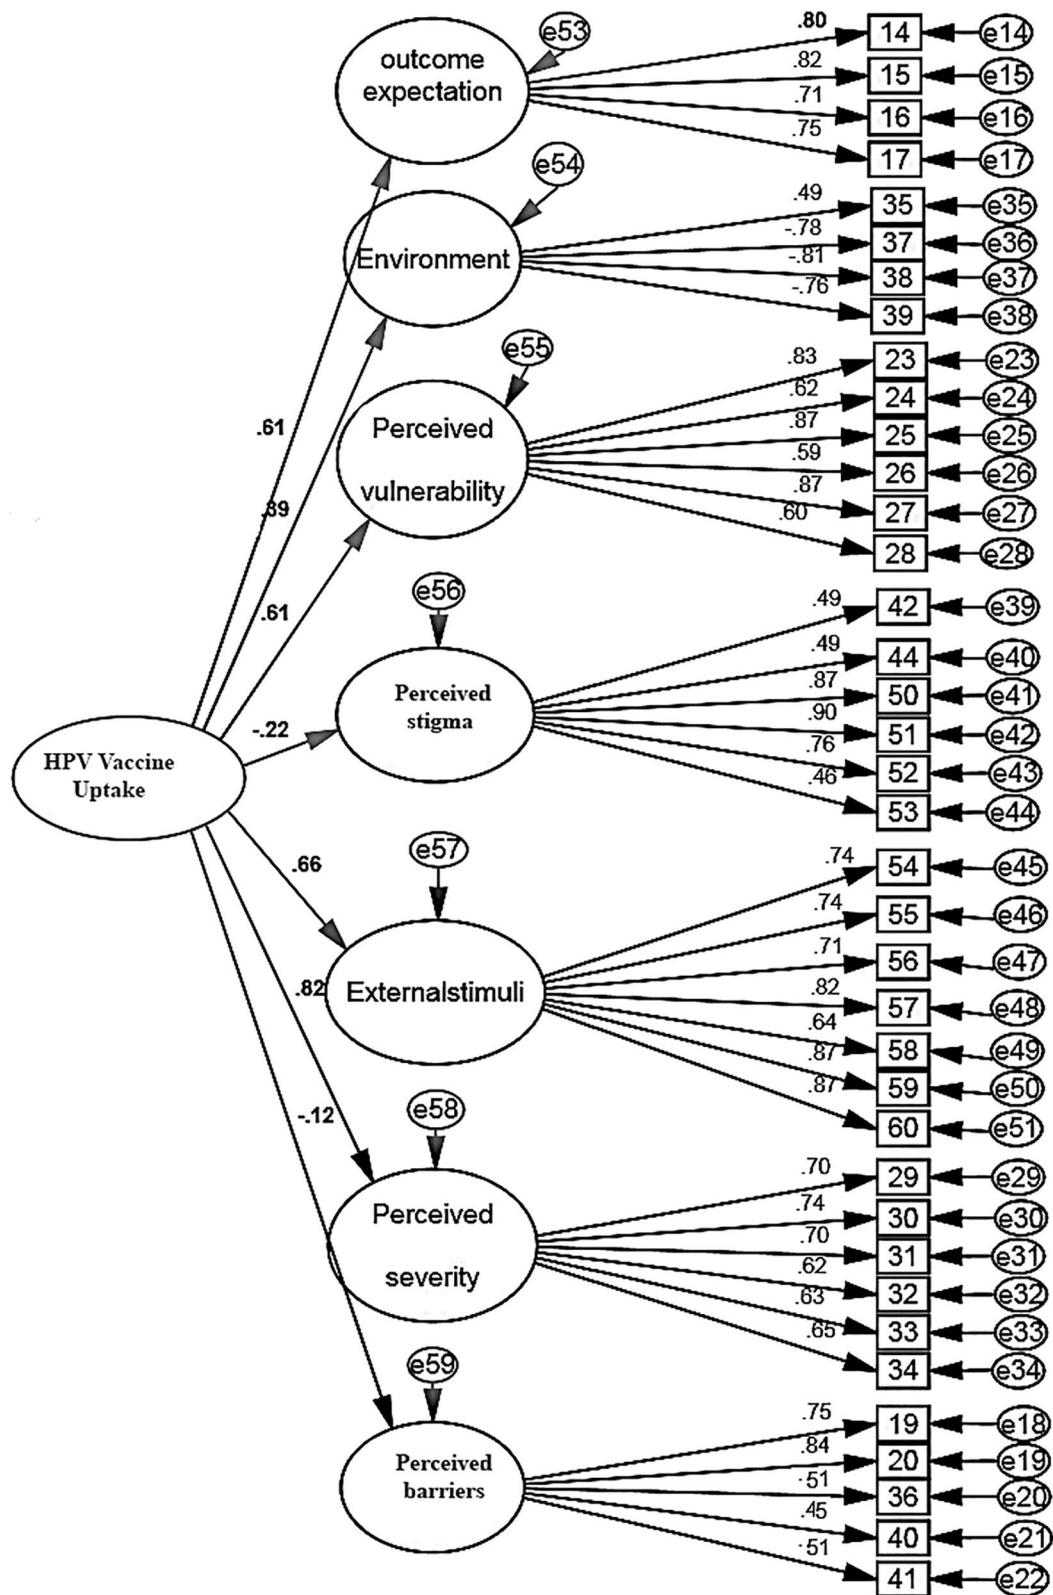 e53
outcome
expectation
.80
14
e14
.82
15
e15
.71
16
e16
.75
17
e17
e54
Environment
.49
35
e35
-.78
37
e36
-.81
38
e37
-.76
39
e38
e55
Perceived
vulnerability
.83
23
e23
.62
24
e24
.87
25
e25
.59
26
e26
.87
27
e27
.60
28
e28
.61
.39
.61
e56
Perceived
stigma
.49
42
e39
.49
44
e40
.87
50
e41
.90
51
e42
.76
52
e43
.46
53
e44
-.22
HPV Vaccine
Uptake
.66
.82
-.12
e57
Externalstimuli
.74
54
e45
.74
55
e46
.71
56
e47
.82
57
e48
.64
58
e49
.87
59
e50
.87
60
e51
e58
Perceived
severity
.70
29
e29
.74
30
e30
.70
31
e31
.62
32
e32
.63
33
e33
.65
34
e34
e59
Perceived
barriers
.75
19
e18
.84
20
e19
.51
36
e20
.45
40
e21
.51
41
e22